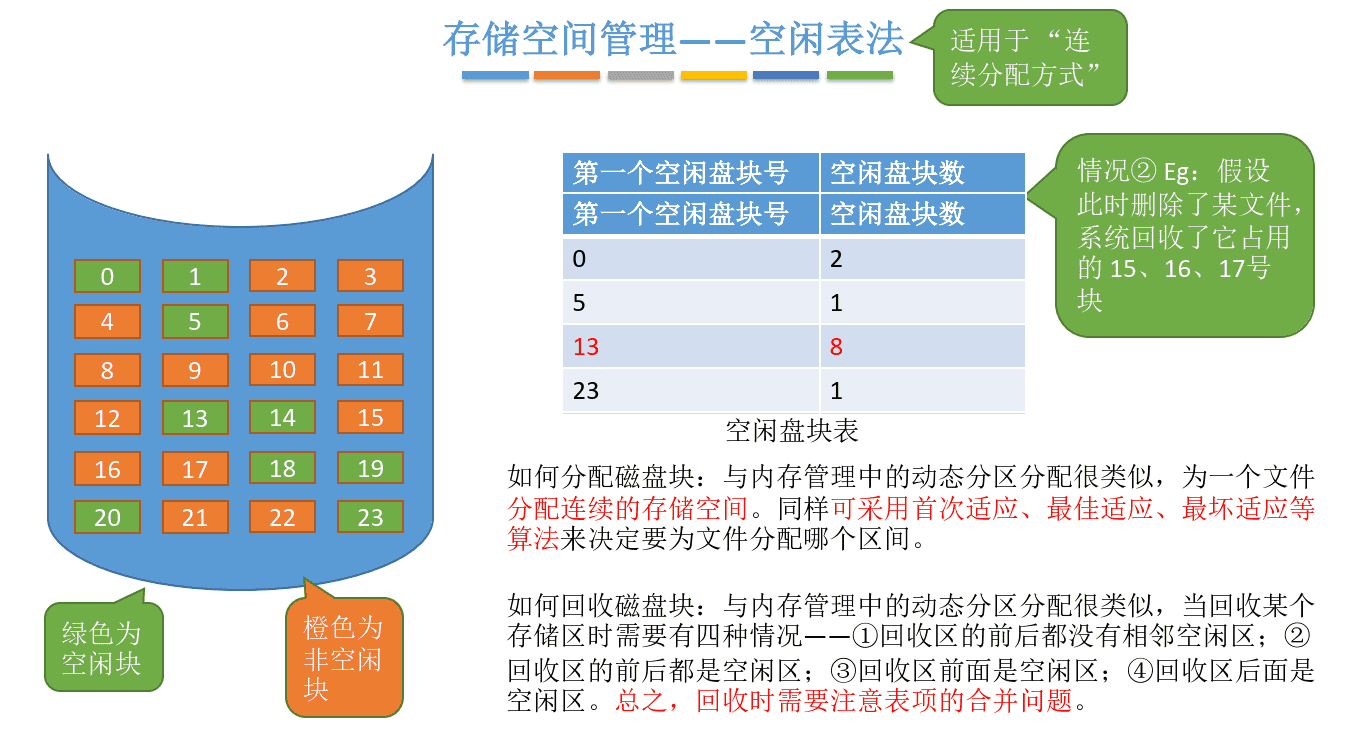 存储空间管理——空闲表法
适用于 “连
续分配方式”
第一个空闲盘块号 空闲盘块数
第一个空闲盘块号 空闲盘块数
0 2
5 1
13 8
23 1
空闲盘块表
情况② Eg：假设
此时删除了某文件，
系统回收了它占用
的 15、16、17号
块
0 1 2 3
4 5 6 7
8 9 10 11
12 13 14 15
16 17 18 19
20 21 22 23
绿色为
空闲块
橙色为
非空闲
块
如何分配磁盘块：与内存管理中的动态分区分配很类似，为一个文件
分配连续的存储空间。同样可采用首次适应、最佳适应、最坏适应等
算法来决定要为文件分配哪个区间。
如何回收磁盘块：与内存管理中的动态分区分配很类似，当回收某个
存储区时需要有四种情况——①回收区的前后都没有相邻空闲区；②
回收区的前后都是空闲区；③回收区前面是空闲区；④回收区后面是
空闲区。总之，回收时需要注意表项的合并问题。